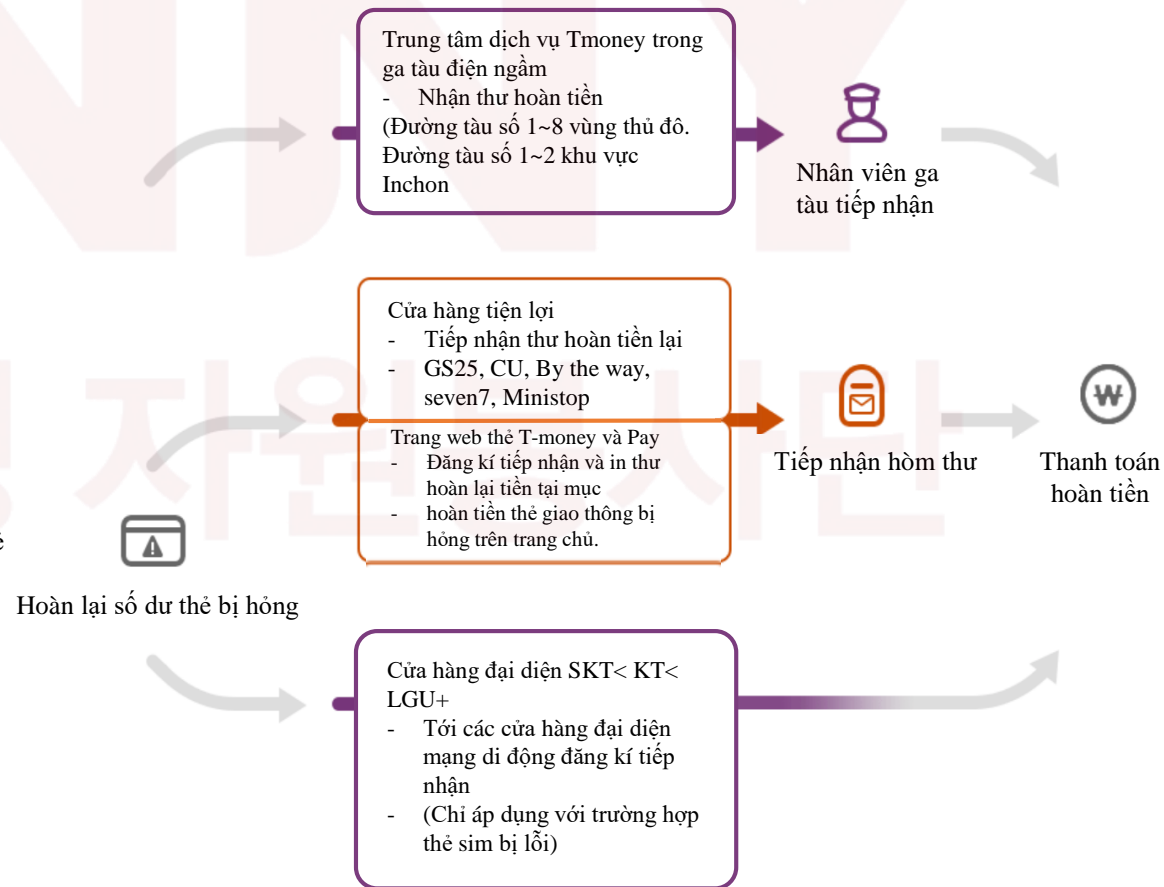 Trung tâm dịch vụ Tmoney trong
ga tàu điện ngầm
- Nhận thư hoàn tiền
(Đường tàu số 1~8 vùng thủ đô.
Đường tàu số 1~2 khu vực
Inchon
Nhân viên ga
tàu tiếp nhận
Cửa hàng tiện lợi
- Tiếp nhận thư hoàn tiền lại
- GS25, CU, By the way,
seven7, Ministop
Trang web thẻ T-money và Pay
- Đăng kí tiếp nhận và in thư
hoàn lại tiền tại mục
- hoàn tiền thẻ giao thông bị
hỏng trên trang chủ.
Tiếp nhận hòm thư
Thanh toán
hoàn tiền
Hoàn lại số dư thẻ bị hỏng
Cửa hàng đại diện SKT< KT<
LGU+
- Tới các cửa hàng đại diện
mạng di động đăng kí tiếp
nhận
- (Chỉ áp dụng với trường hợp
thẻ sim bị lỗi)
NNY
자원봉사단